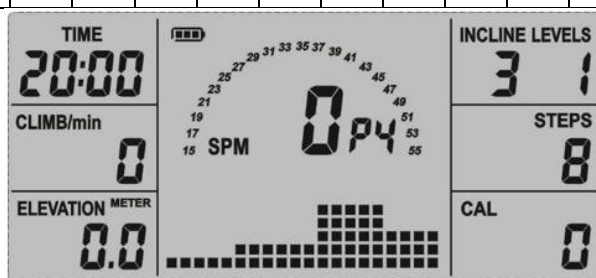 TIME
20:00
CLIMB/min
0
ELEVATION METER
0.0
15 17 19 21 23 25 27 29 31 33 35 37 39 41 43 45 47 49 51 53 55
SPM
0 PY
INCLINE LEVELS
3 1
STEPS
8
CAL
0